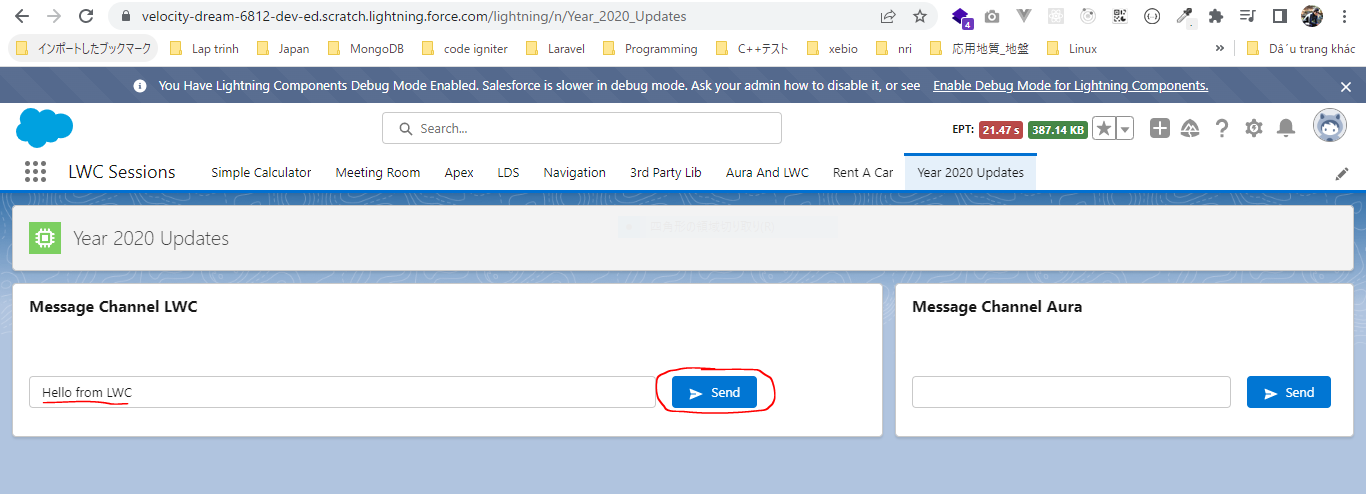 velocity-dream-6812-dev-ed.scratch.lightning.force.com/lightning/n/Year_2020_Updates
4
インポートしたブックマーク Lap trinh Japan MongoDB code igniter Laravel Programming C++テスト xebio nri 応用地質_地盤 Linux » Dấu trang khác
You Have Lightning Components Debug Mode Enabled. Salesforce is slower in debug mode. Ask your admin how to disable it, or see Enable Debug Mode for Lightning Components.
Search... EPT: 21.47 s 387.14 KB
LWC Sessions Simple Calculator Meeting Room Apex LDS Navigation 3rd Party Lib Aura And LWC Rent A Car Year 2020 Updates
Year 2020 Updates
Message Channel LWC Message Channel Aura
Hello from LWC Send Send